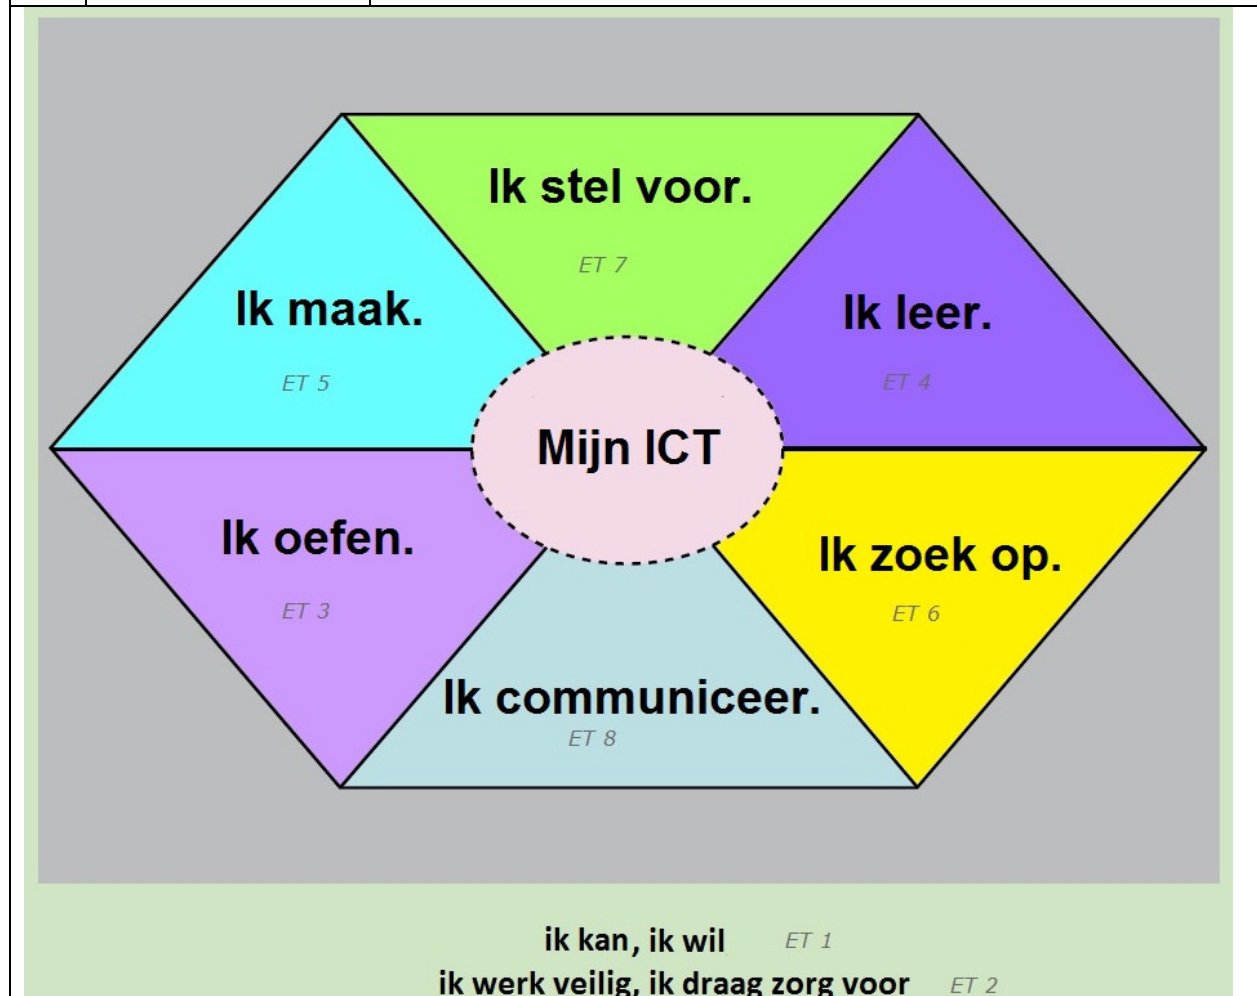 Ik stel voor.
ET 7
Ik maak.
ET 5
Ik leer.
ET 4
Mijn ICT
Ik oefen.
ET 3
Ik zoek op.
ET 6
Ik communiceer.
ET 8
ik kan, ik wil ET 1
ik werk veilig, ik draag zorg voor ET 2